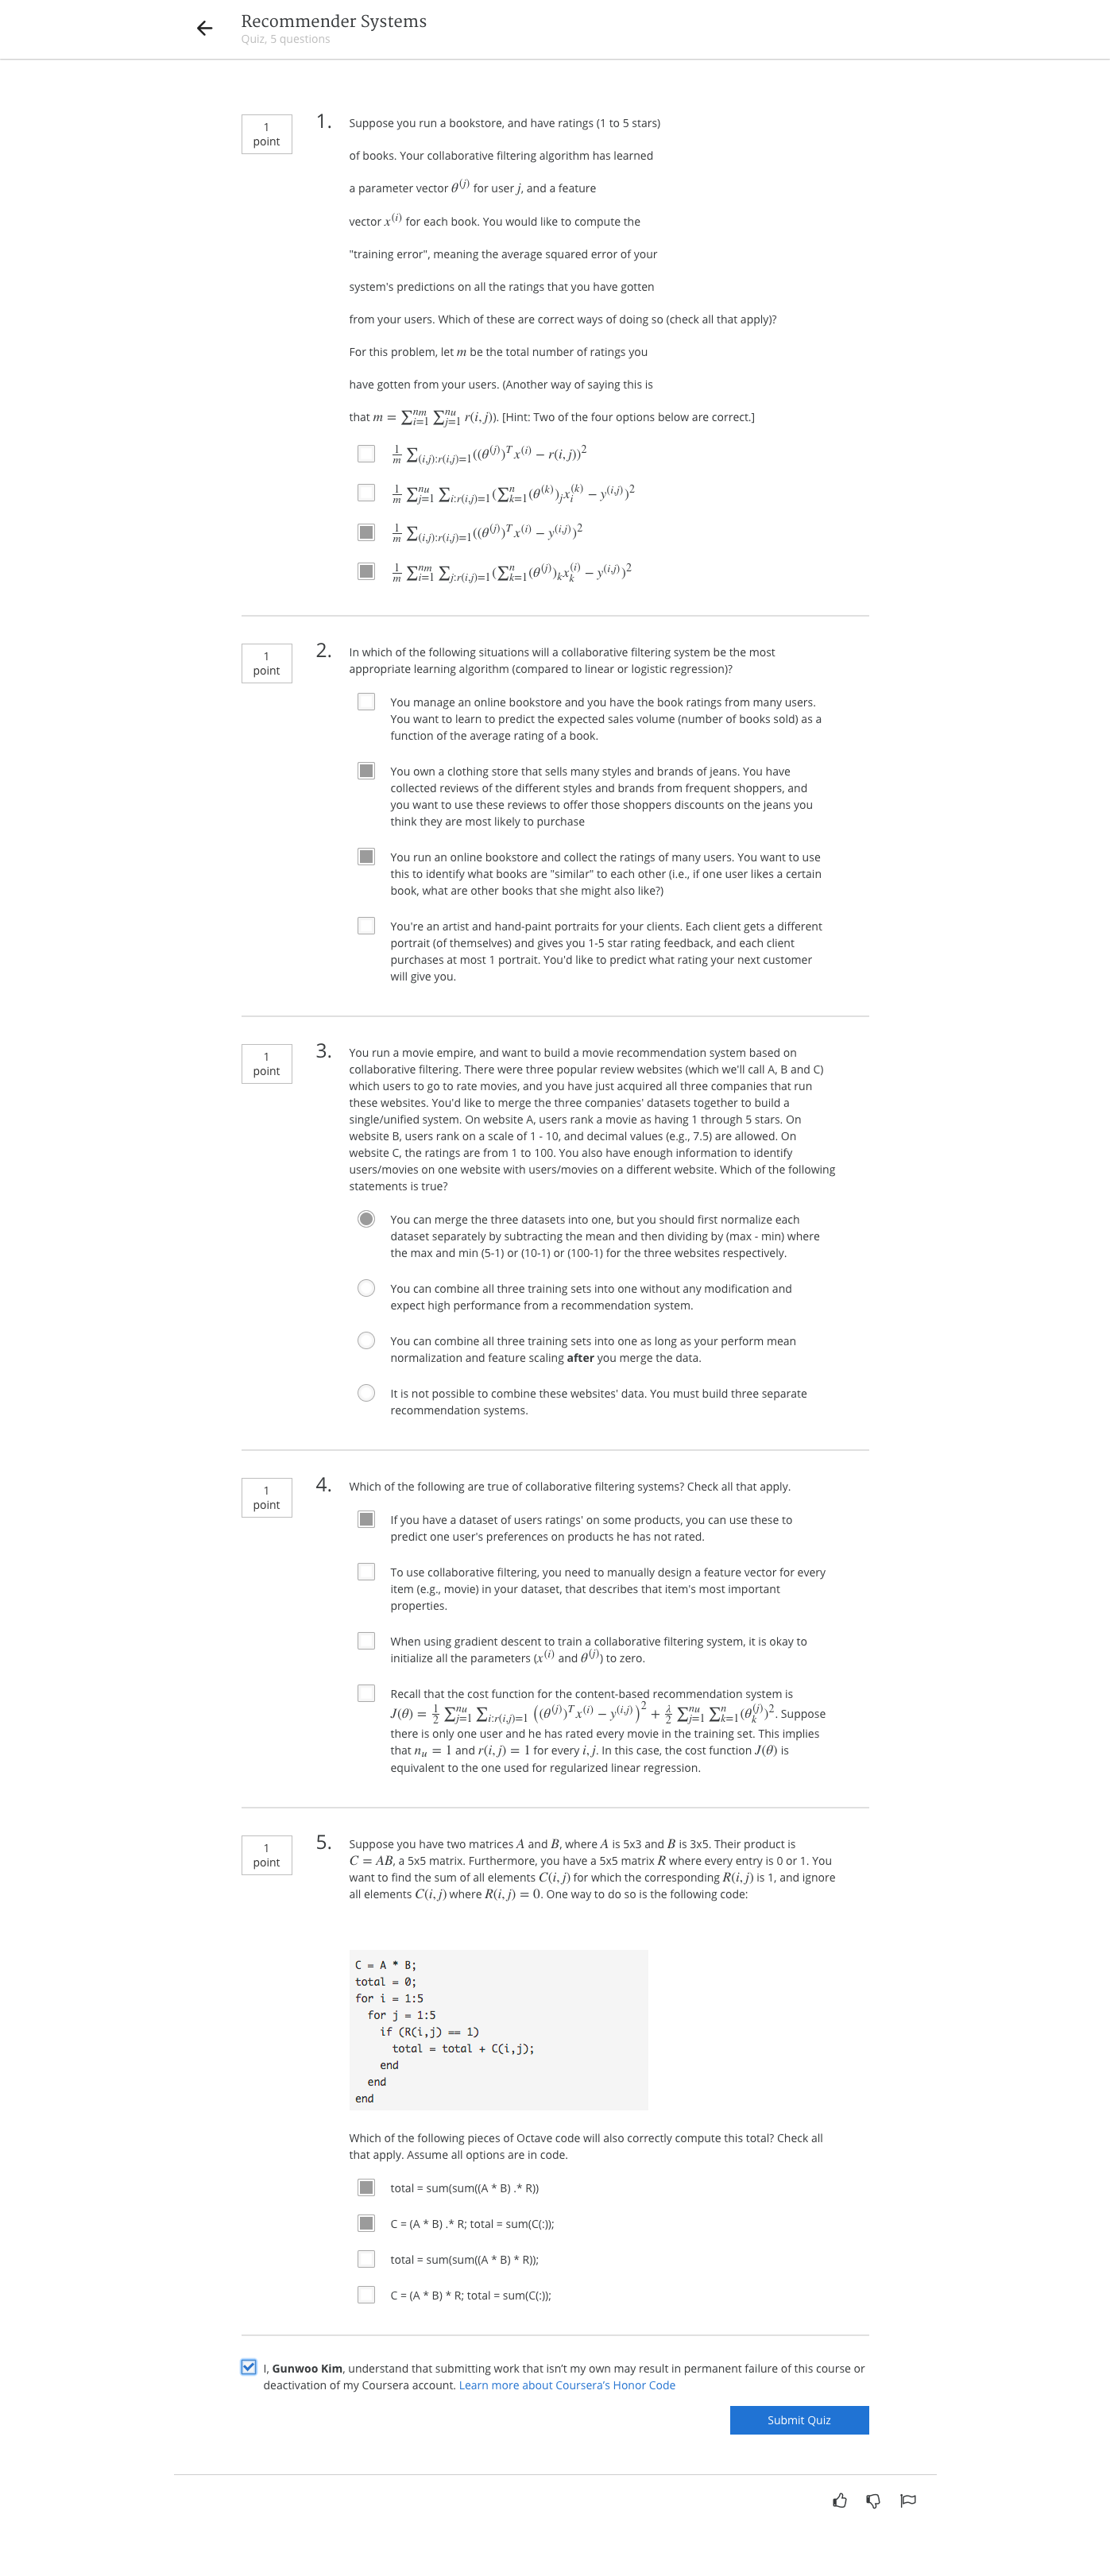 Recommender Systems
Quiz, 5 questions
1
point
1.
Suppose you run a bookstore, and have ratings (1 to 5 stars)
of books. Your collaborative filtering algorithm has learned
a parameter vector θ^(j) for user j, and a feature
vector x^(i) for each book. You would like to compute the
"training error", meaning the average squared error of your
system's predictions on all the ratings that you have gotten
from your users. Which of these are correct ways of doing so (check all that apply)?
For this problem, let m be the total number of ratings you
have gotten from your users. (Another way of saying this is
that m = ∑_{i=1}^{n_m} ∑_{j=1}^{n_u} r(i, j)). [Hint: Two of the four options below are correct.]
1/m ∑_{(i,j):r(i,j)=1} ((θ^(j))^T x^(i) − r(i, j))^2
1/m ∑_{j=1}^{n_u} ∑_{i:r(i,j)=1} (∑_{k=1}^{n} (θ^(k))_j x_i^(k) − y^(i,j))^2
1/m ∑_{(i,j):r(i,j)=1} ((θ^(j))^T x^(i) − y^(i,j))^2
1/m ∑_{i=1}^{n_m} ∑_{j:r(i,j)=1} (∑_{k=1}^{n} (θ^(j))_k x_k^(i) − y^(i,j))^2
1
point
2.
In which of the following situations will a collaborative filtering system be the most
appropriate learning algorithm (compared to linear or logistic regression)?
You manage an online bookstore and you have the book ratings from many users.
You want to learn to predict the expected sales volume (number of books sold) as a
function of the average rating of a book.
You own a clothing store that sells many styles and brands of jeans. You have
collected reviews of the different styles and brands from frequent shoppers, and
you want to use these reviews to offer those shoppers discounts on the jeans you
think they are most likely to purchase
You run an online bookstore and collect the ratings of many users. You want to use
this to identify what books are "similar" to each other (i.e., if one user likes a certain
book, what are other books that she might also like?)
You're an artist and hand-paint portraits for your clients. Each client gets a different
portrait (of themselves) and gives you 1-5 star rating feedback, and each client
purchases at most 1 portrait. You'd like to predict what rating your next customer
will give you.
1
point
3.
You run a movie empire, and want to build a movie recommendation system based on
collaborative filtering. There were three popular review websites (which we'll call A, B and C)
which users to go to rate movies, and you have just acquired all three companies that run
these websites. You'd like to merge the three companies' datasets together to build a
single/unified system. On website A, users rank a movie as having 1 through 5 stars. On
website B, users rank on a scale of 1 - 10, and decimal values (e.g., 7.5) are allowed. On
website C, the ratings are from 1 to 100. You also have enough information to identify
users/movies on one website with users/movies on a different website. Which of the following
statements is true?
You can merge the three datasets into one, but you should first normalize each
dataset separately by subtracting the mean and then dividing by (max - min) where
the max and min (5-1) or (10-1) or (100-1) for the three websites respectively.
You can combine all three training sets into one without any modification and
expect high performance from a recommendation system.
You can combine all three training sets into one as long as your perform mean
normalization and feature scaling after you merge the data.
It is not possible to combine these websites' data. You must build three separate
recommendation systems.
1
point
4.
Which of the following are true of collaborative filtering systems? Check all that apply.
If you have a dataset of users ratings' on some products, you can use these to
predict one user's preferences on products he has not rated.
To use collaborative filtering, you need to manually design a feature vector for every
item (e.g., movie) in your dataset, that describes that item's most important
properties.
When using gradient descent to train a collaborative filtering system, it is okay to
initialize all the parameters (x^(i) and θ^(j)) to zero.
Recall that the cost function for the content-based recommendation system is
J(θ) = 1/2 ∑_{j=1}^{n_u} ∑_{i:r(i,j)=1} ((θ^(j))^T x^(i) − y^(i,j))^2 + λ/2 ∑_{j=1}^{n_u} ∑_{k=1}^{n} (θ_k^(j))^2. Suppose
there is only one user and he has rated every movie in the training set. This implies
that n_u = 1 and r(i, j) = 1 for every i, j. In this case, the cost function J(θ) is
equivalent to the one used for regularized linear regression.
1
point
5.
Suppose you have two matrices A and B, where A is 5x3 and B is 3x5. Their product is
C = AB, a 5x5 matrix. Furthermore, you have a 5x5 matrix R where every entry is 0 or 1. You
want to find the sum of all elements C(i, j) for which the corresponding R(i, j) is 1, and ignore
all elements C(i, j) where R(i, j) = 0. One way to do so is the following code:
C = A * B;
total = 0;
for i = 1:5
for j = 1:5
if (R(i,j) == 1)
total = total + C(i,j);
end
end
end
Which of the following pieces of Octave code will also correctly compute this total? Check all
that apply. Assume all options are in code.
total = sum(sum((A * B) .* R))
C = (A * B) .* R; total = sum(C(:));
total = sum(sum((A * B) * R));
C = (A * B) * R; total = sum(C(:));
I, Gunwoo Kim, understand that submitting work that isn't my own may result in permanent failure of this course or
deactivation of my Coursera account. Learn more about Coursera's Honor Code
Submit Quiz